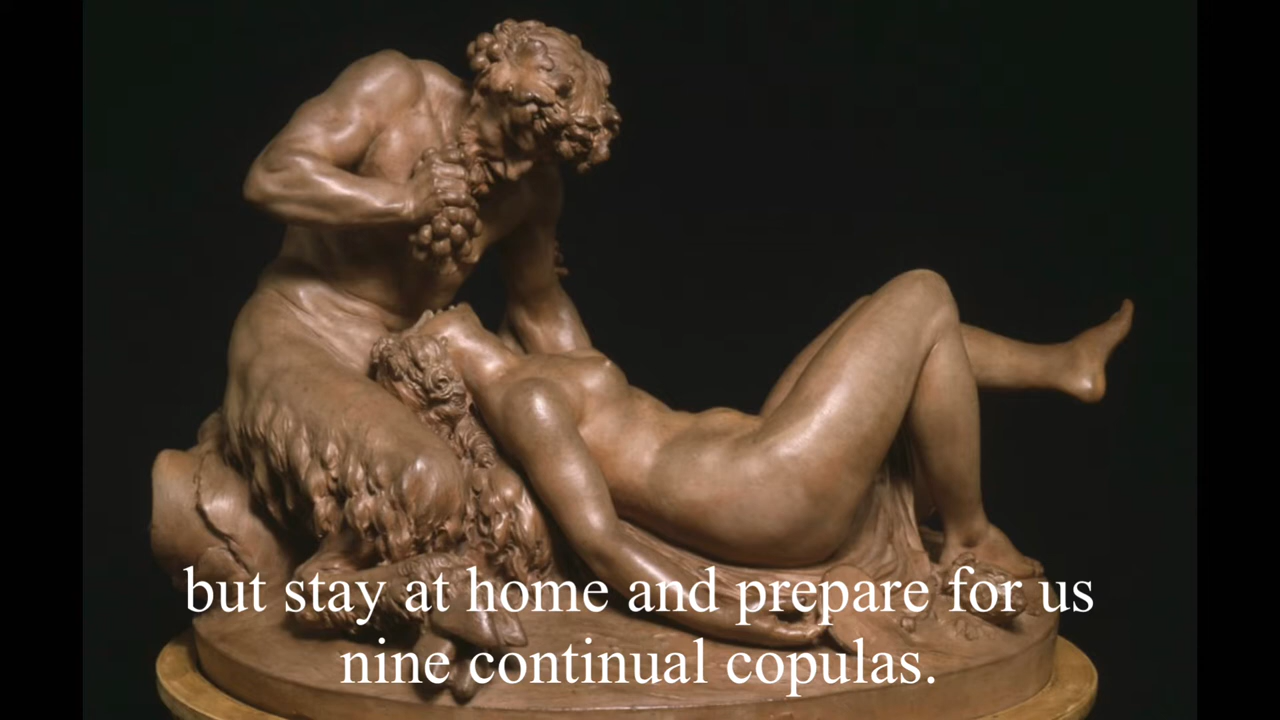 but stay at home and prepare for us
nine continual copulas.